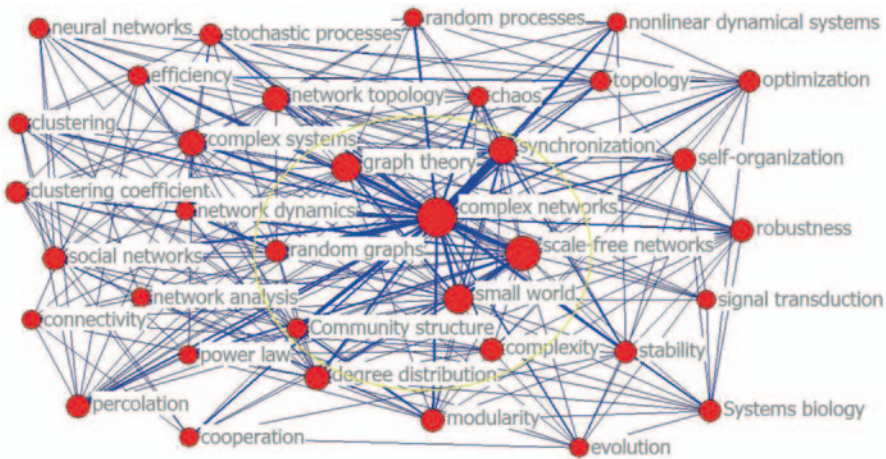 neural networks
stochastic processes
random processes
nonlinear dynamical systems
efficiency
network topology
chaos
topology
optimization
clustering
complex systems
graph theory
synchronization
self-organization
clustering coefficient
network dynamics
complex networks
robustness
social networks
random graphs
scale-free networks
network analysis
small world
signal transduction
connectivity
Community structure
power law
complexity
stability
percolation
degree distribution
modularity
Systems biology
cooperation
evolution